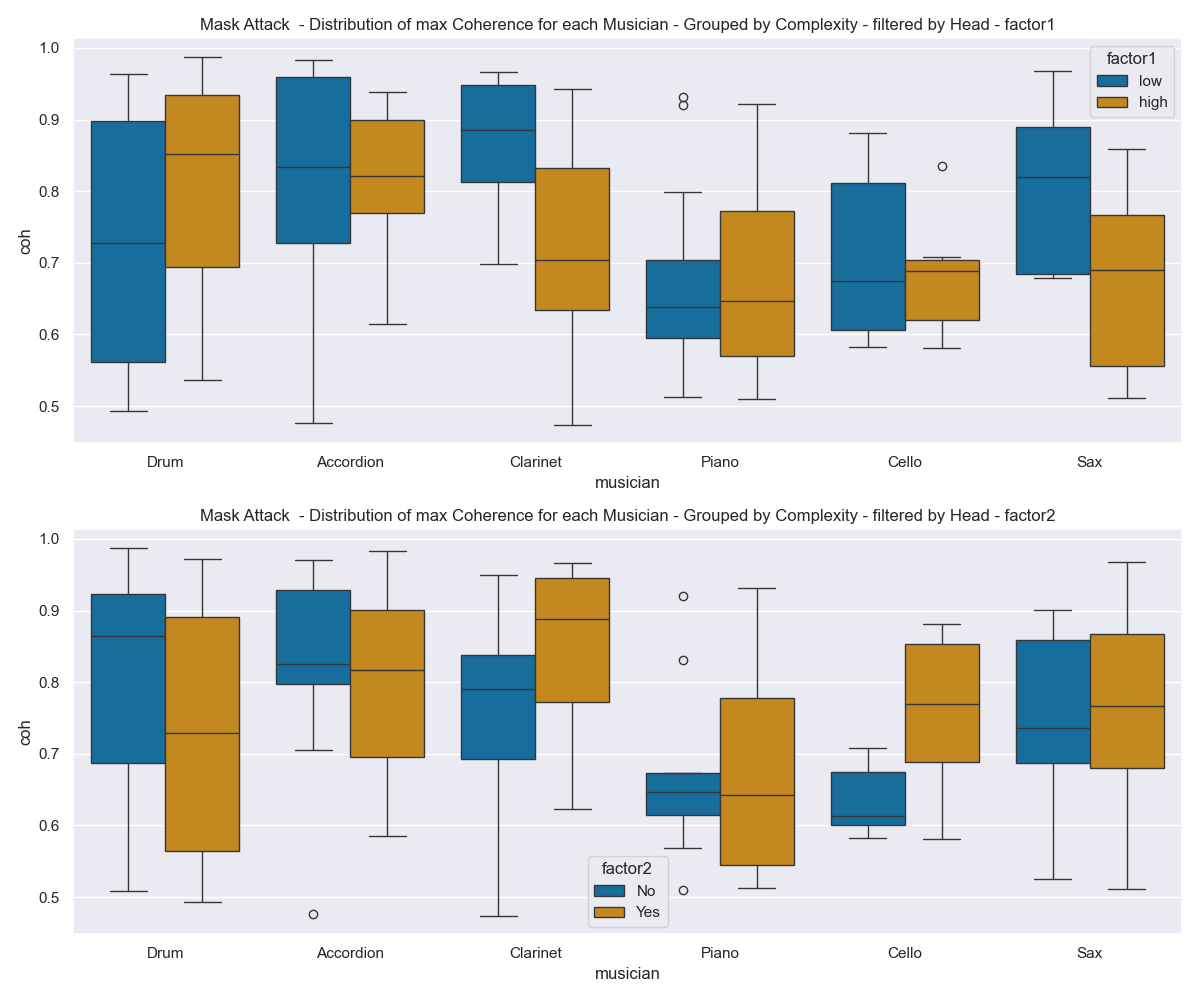 Mask Attack  - Distribution of max Coherence for each Musician - Grouped by Complexity - filtered by Head - factor1
1.0
0.9
0.8
0.7
0.6
0.5
coh
factor1
low
high
Drum Accordion Clarinet Piano Cello Sax
musician
Mask Attack  - Distribution of max Coherence for each Musician - Grouped by Complexity - filtered by Head - factor2
1.0
0.9
0.8
0.7
0.6
0.5
coh
factor2
No
Yes
Drum Accordion Clarinet Piano Cello Sax
musician